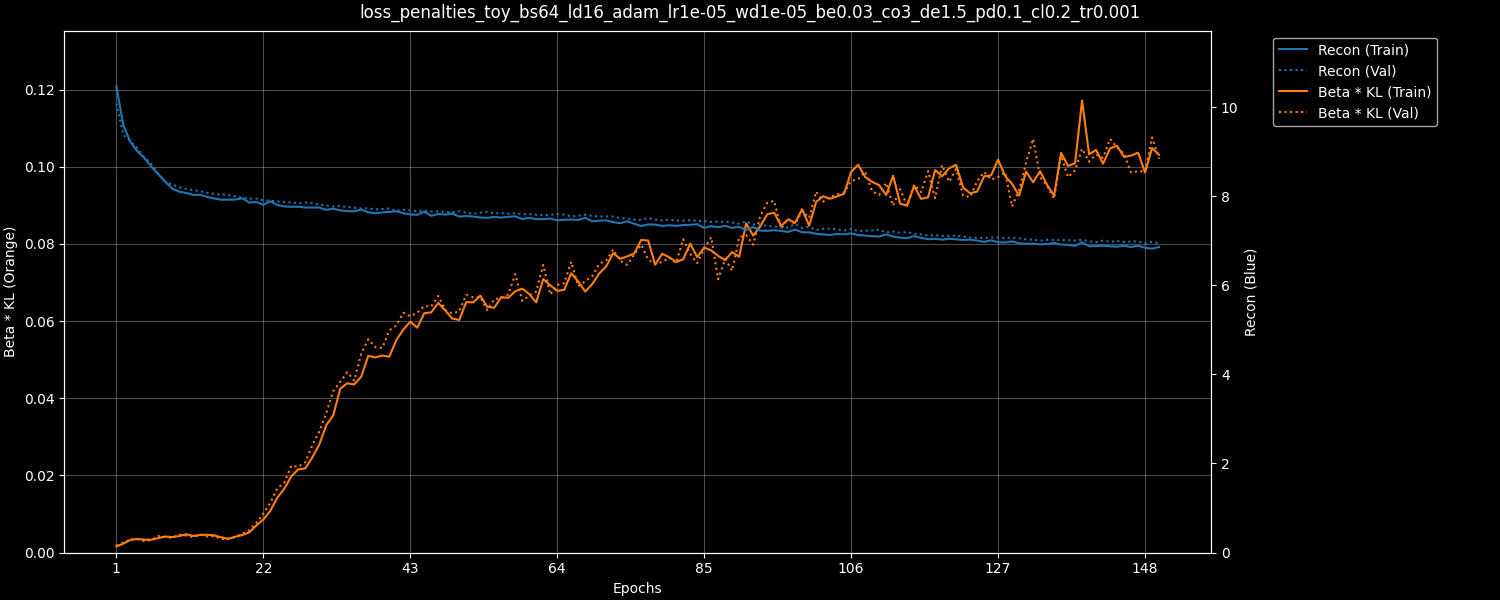 loss_penalties_toy_bs64_ld16_adam_lr1e-05_wd1e-05_be0.03_co3_de1.5_pd0.1_cl0.2_tr0.001
Recon (Train)
Recon (Val)
Beta * KL (Train)
Beta * KL (Val)
Beta * KL (Orange)
0.12
0.10
0.08
0.06
0.04
0.02
0.00
10
8
6
4
2
0
Recon (Blue)
1 22 43 64 85 106 127 148
Epochs